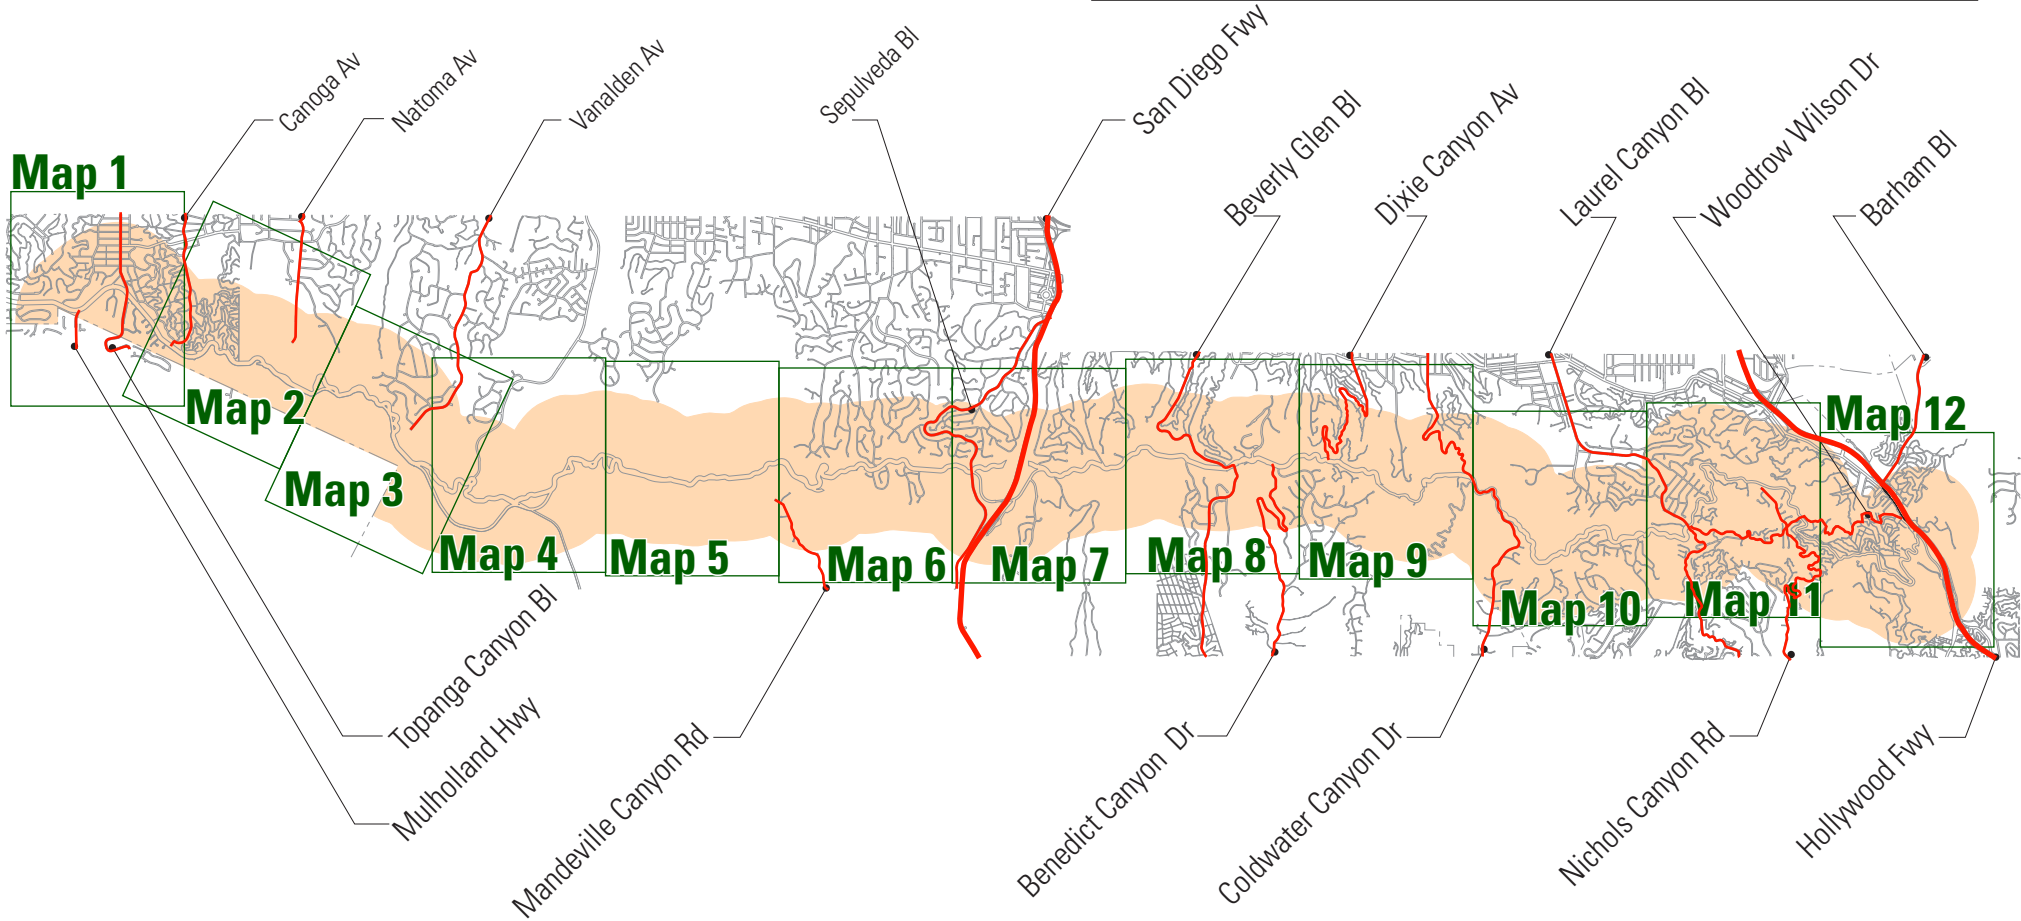 Canoga Av
Natoma Av
Vanalden Av
Sepulveda Bl
San Diego Fwy
Beverly Glen Bl
Dixie Canyon Av
Laurel Canyon Bl
Woodrow Wilson Dr
Barham Bl
Map 1
Map 2
Map 3
Map 4
Map 5
Map 6
Map 7
Map 8
Map 9
Map 10
Map 11
Map 12
Topanga Canyon Bl
Mulholland Hwy
Mandeville Canyon Rd
Benedict Canyon Dr
Coldwater Canyon Dr
Nichols Canyon Rd
Hollywood Fwy